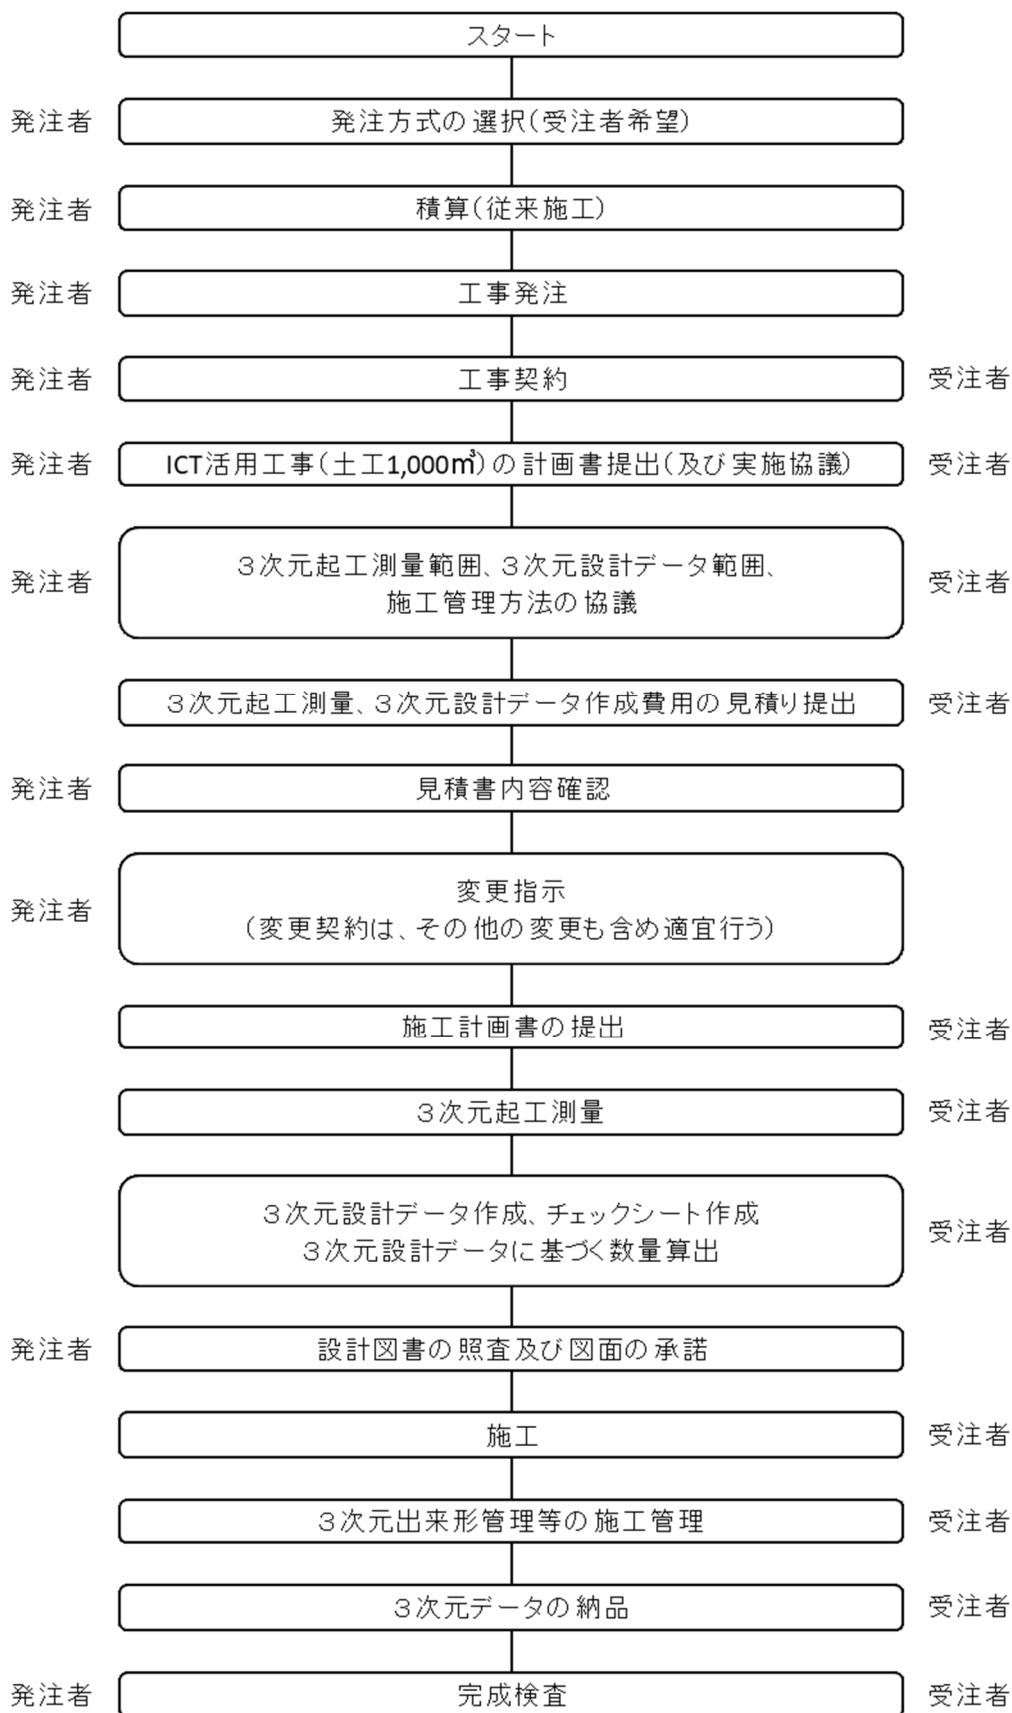 スタート
発注者 発注方式の選択(受注者希望)
発注者 積算(従来施工)
発注者 工事発注
発注者 工事契約 受注者
発注者 ICT活用工事(土工1,000㎥)の計画書提出(及び実施協議) 受注者
3次元起工測量範囲、3次元設計データ範囲、
発注者 施工管理方法の協議 受注者
3次元起工測量、3次元設計データ作成費用の見積り提出 受注者
発注者 見積書内容確認
変更指示
発注者 (変更契約は、その他の変更も含め適宜行う)
施工計画書の提出 受注者
3次元起工測量 受注者
3次元設計データ作成、チェックシート作成
3次元設計データに基づく数量算出 受注者
発注者 設計図書の照査及び図面の承諾
施工 受注者
3次元出来形管理等の施工管理 受注者
3次元データの納品 受注者
発注者 完成検査 受注者